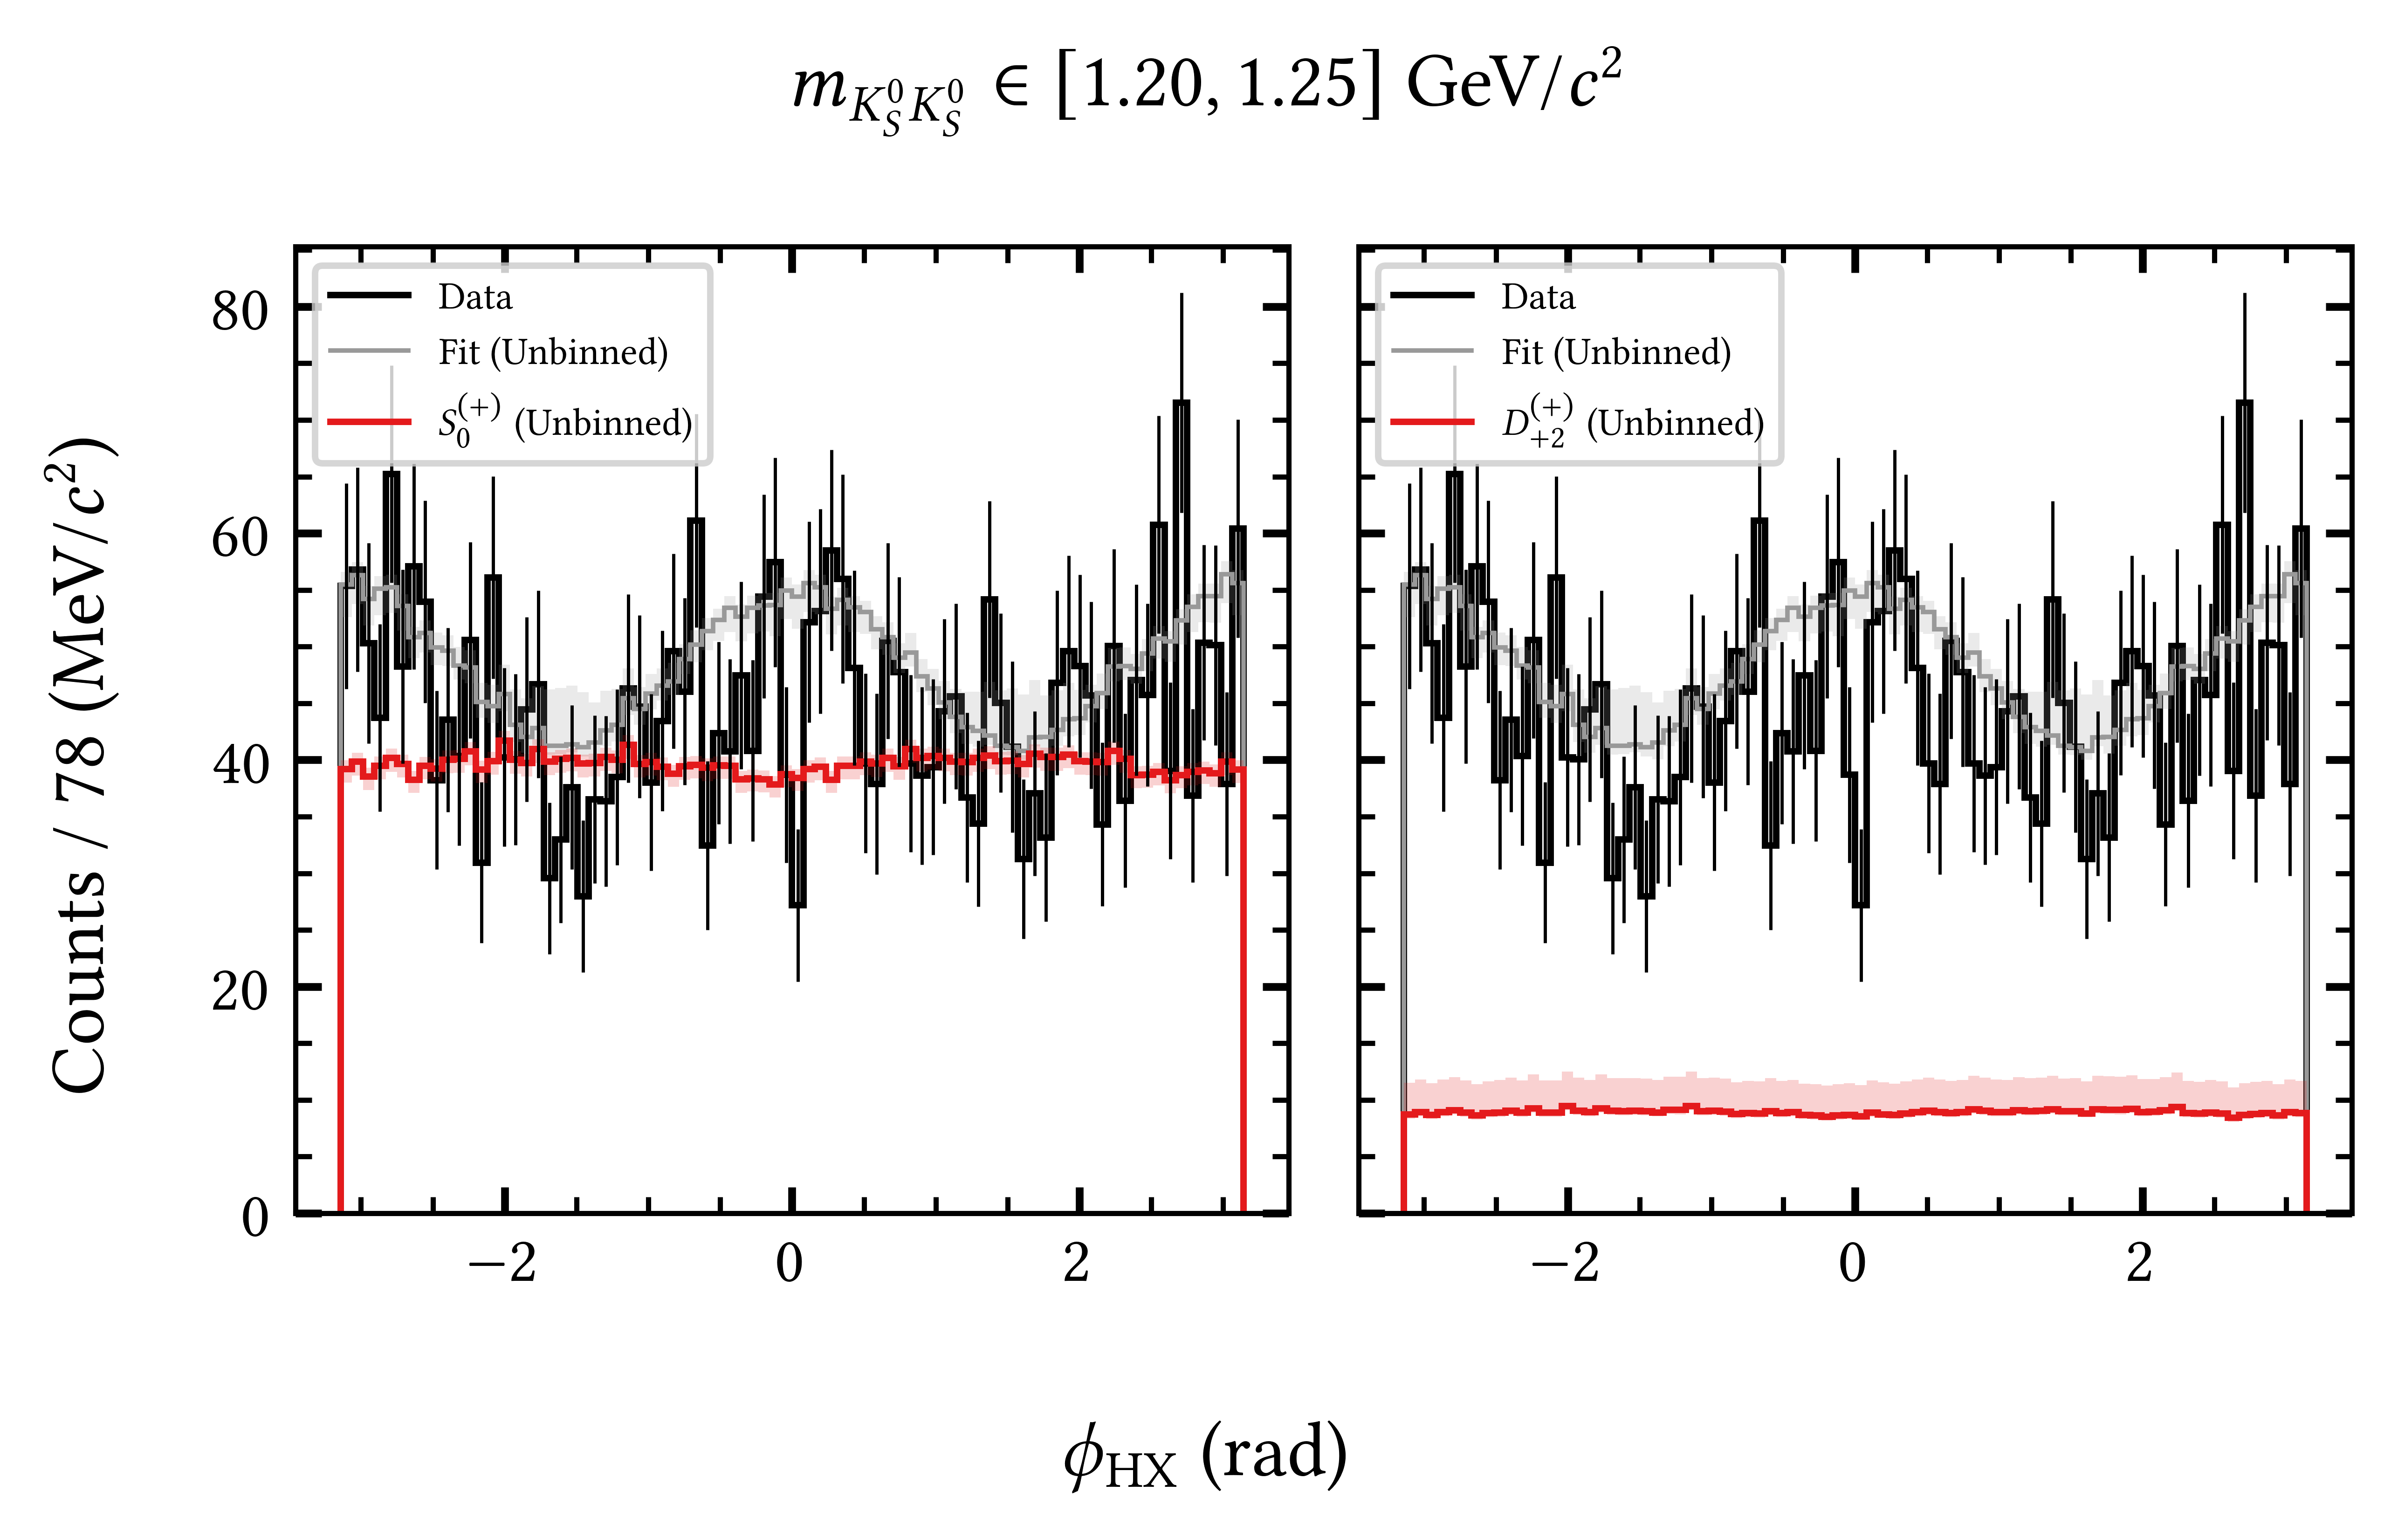 m_{K_S^0 K_S^0} ∈ [1.20, 1.25] GeV/c²
Counts / 78 (MeV/c²)
80
60
40
20
0
Data
Fit (Unbinned)
S_0^{(+)} (Unbinned)
−2
0
2
Data
Fit (Unbinned)
D_{+2}^{(+)} (Unbinned)
−2
0
2
ϕ_{HX} (rad)